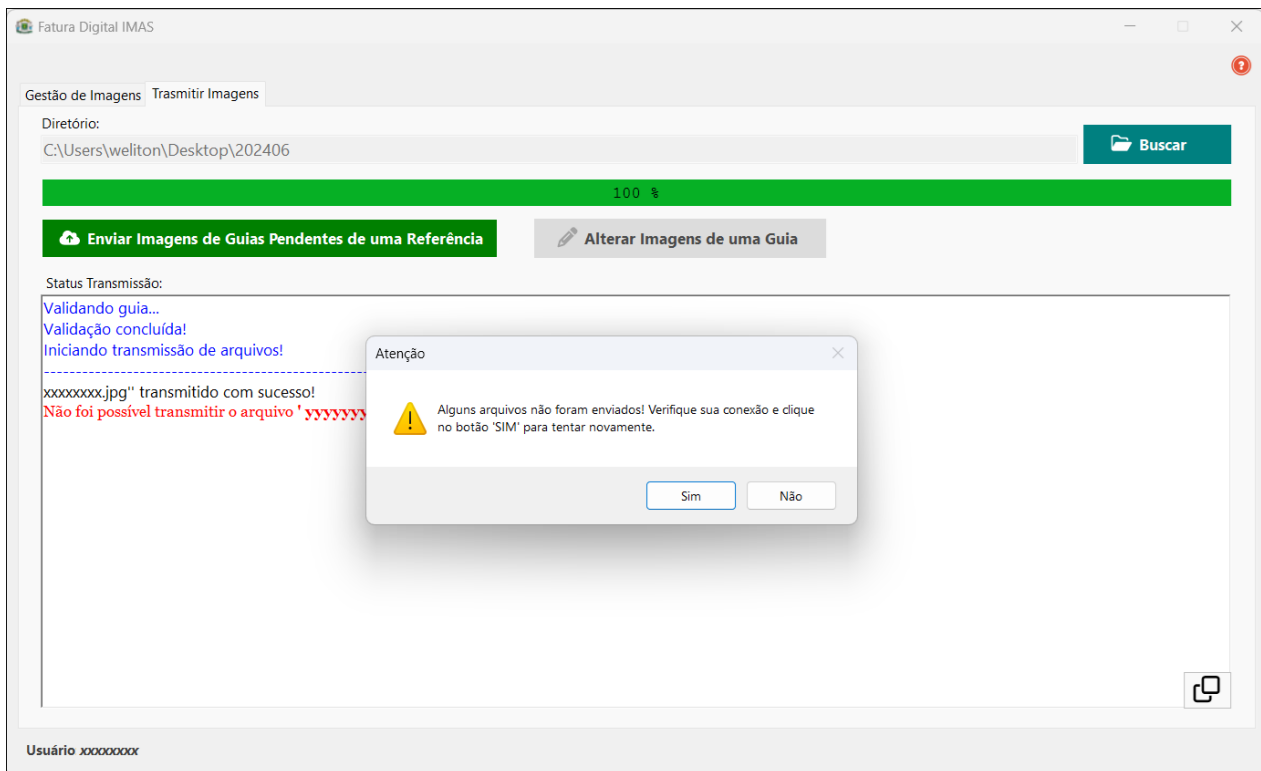 Fatura Digital IMAS
Gestão de Imagens Trasmitir Imagens
Diretório:
C:\Users\weliton\Desktop\202406
Buscar
100 %
Enviar Imagens de Guias Pendentes de uma Referência
Alterar Imagens de uma Guia
Status Transmissão:
Validando guia...
Validação concluída!
Iniciando transmissão de arquivos!
xxxxxxxx.jpg" transmitido com sucesso!
Não foi possível transmitir o arquivo ' yyyyyyy
Atenção
Alguns arquivos não foram enviados! Verifique sua conexão e clique
no botão 'SIM' para tentar novamente.
Sim Não
Usuário xxxxxxxx